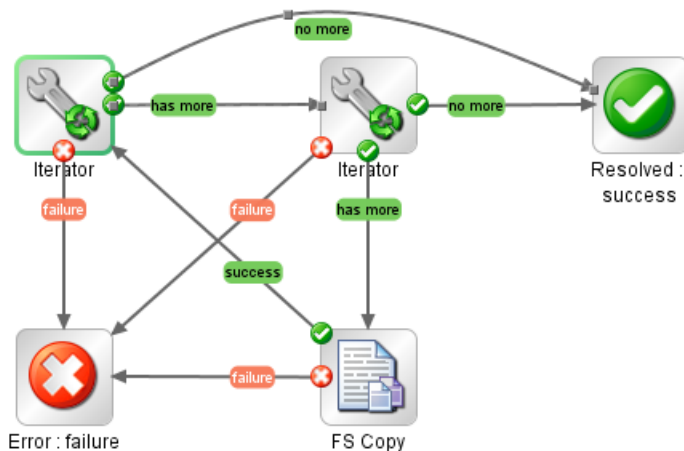 no more
has more
no more
Iterator
Iterator
Resolved :
success
failure
failure
has more
success
failure
Error : failure
FS Copy